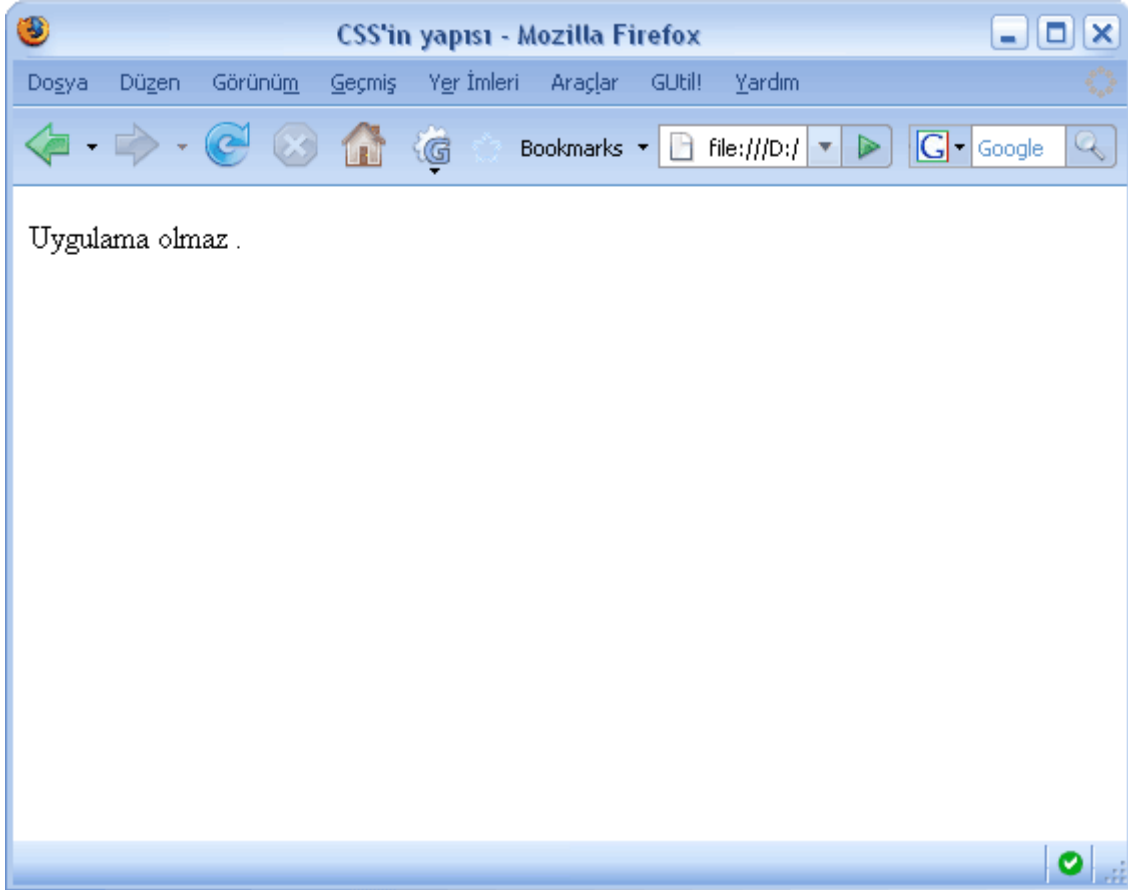 CSS'in yapısı - Mozilla Firefox
Dosya Düzen Görünüm Geçmiş Yer İmleri Araçlar GUtil! Yardım
G Bookmarks file:///D:/ G Google
Uygulama olmaz .